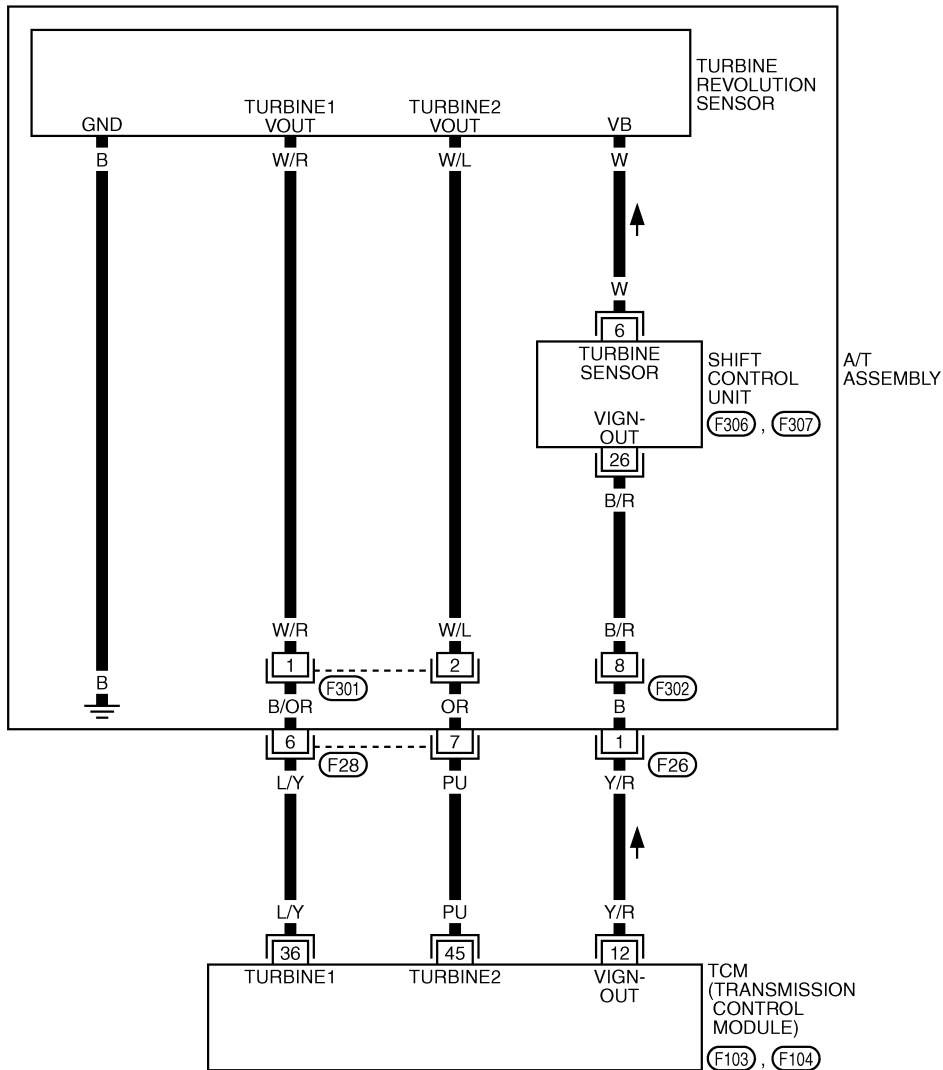 TURBINE
REVOLUTION
SENSOR
GND
TURBINE1
VOUT
TURBINE2
VOUT
VB
B
W/R
W/L
W
W
6
TURBINE
SENSOR
SHIFT
CONTROL
UNIT
A/T
ASSEMBLY
VIGN-
OUT
F306 , F307
26
B/R
W/R
W/L
B/R
1
2
8
F301
F302
B
B/OR
OR
B
6
7
1
F28
F26
L/Y
PU
Y/R
L/Y
PU
Y/R
36
45
12
TURBINE1
TURBINE2
VIGN-
OUT
TCM
(TRANSMISSION
CONTROL
MODULE)
F103 , F104